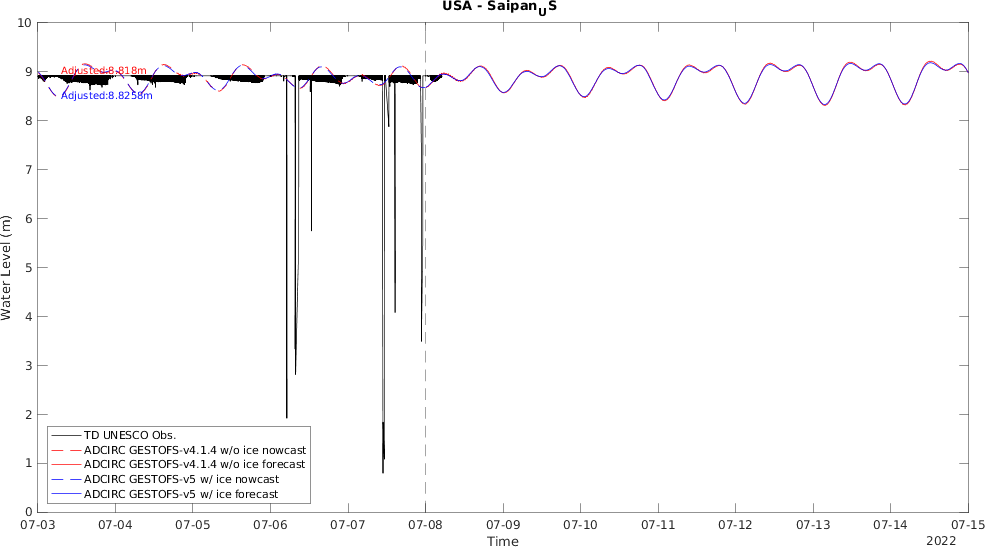 USA - Saipan_US
Water Level (m)
10
9
8
7
6
5
4
3
2
1
0
Adjusted:8.818m
Adjusted:8.8258m
TD UNESCO Obs.
ADCIRC GESTOFS-v4.1.4 w/o ice nowcast
ADCIRC GESTOFS-v4.1.4 w/o ice forecast
ADCIRC GESTOFS-v5 w/ ice nowcast
ADCIRC GESTOFS-v5 w/ ice forecast
07-03 07-04 07-05 07-06 07-07 07-08 07-09 07-10 07-11 07-12 07-13 07-14 07-15
Time
2022